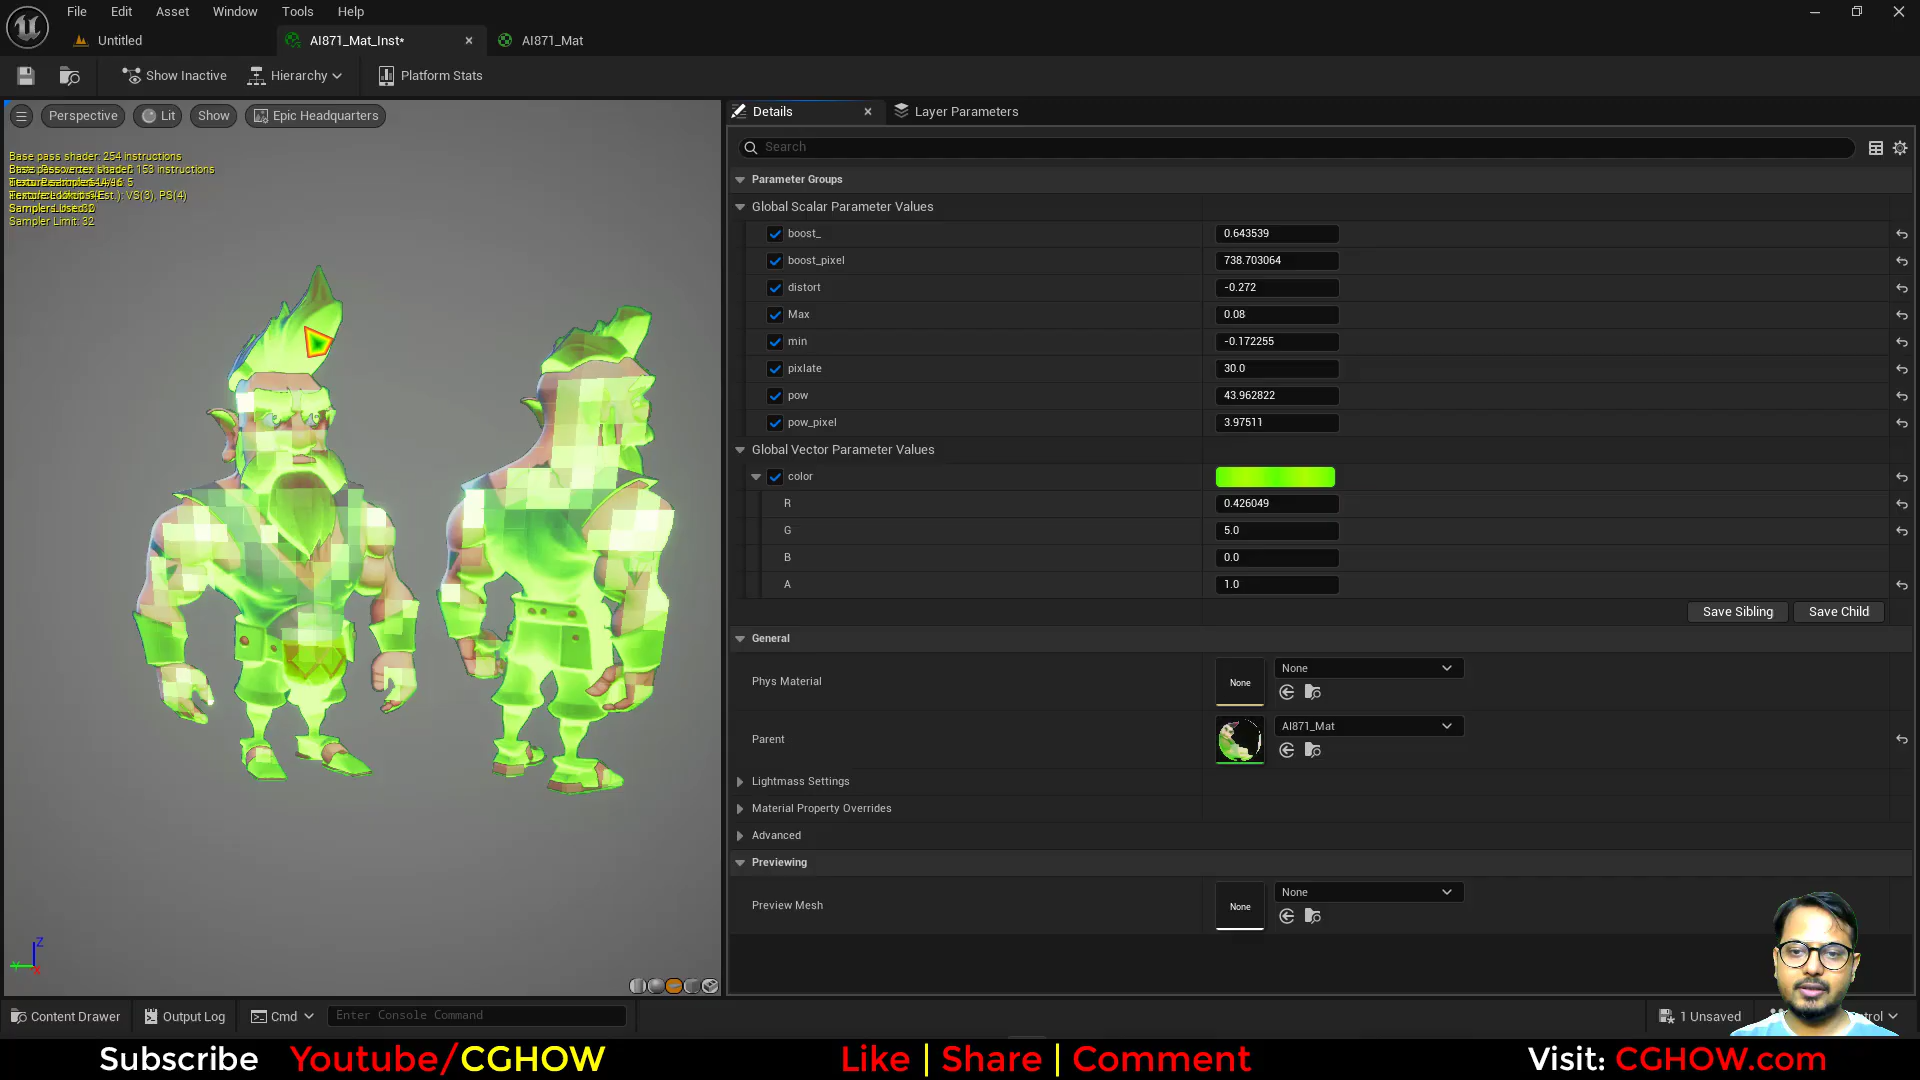 File Edit Asset Window Tools Help
Untitled AI871_Mat_Inst* AI871_Mat
Show Inactive Hierarchy Platform Stats
Perspective Lit Show Epic Headquarters
Base pass shader: 254 instructions
Sampler Limit: 32
Details Layer Parameters
Search
Parameter Groups
Global Scalar Parameter Values
boost_ 0.643539
boost_pixel 738.703064
distort -0.272
Max 0.08
min -0.172255
pixlate 30.0
pow 43.962822
pow_pixel 3.97511
Global Vector Parameter Values
color
R 0.426049
G 5.0
B 0.0
A 1.0
Save Sibling Save Child
General
Phys Material None None
Parent AI871_Mat
Lightmass Settings
Material Property Overrides
Advanced
Previewing
Preview Mesh None None
Z
Y
X
Content Drawer Output Log Cmd Enter Console Command 1 Unsaved
Subscribe Youtube/CGHOW Like | Share | Comment Visit: CGHOW.com